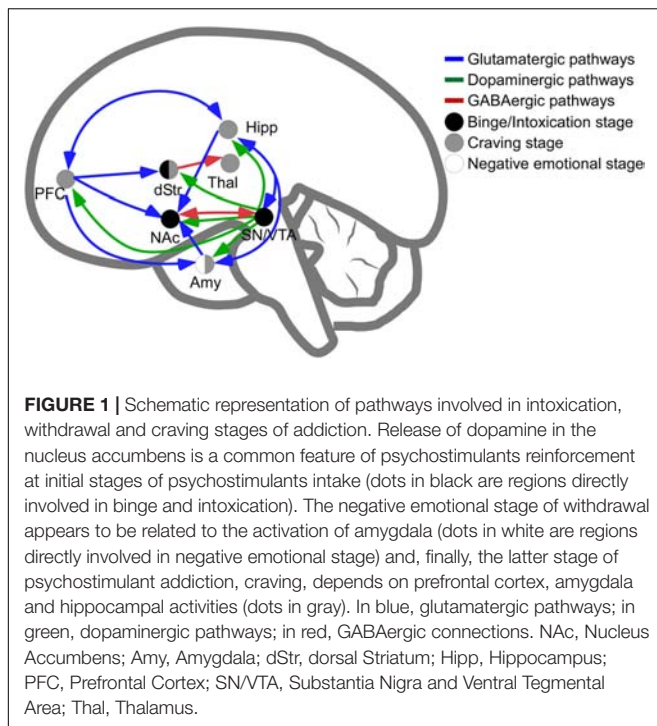 Glutamatergic pathways
Dopaminergic pathways
GABAergic pathways
Binge/Intoxication stage
Craving stage
Negative emotional stage
Hipp
PFC
dStr
Thal
NAc
SN/VTA
Amy
FIGURE 1 | Schematic representation of pathways involved in intoxication,
withdrawal and craving stages of addiction. Release of dopamine in the
nucleus accumbens is a common feature of psychostimulants reinforcement
at initial stages of psychostimulants intake (dots in black are regions directly
involved in binge and intoxication). The negative emotional stage of withdrawal
appears to be related to the activation of amygdala (dots in white are regions
directly involved in negative emotional stage) and, finally, the latter stage of
psychostimulant addiction, craving, depends on prefrontal cortex, amygdala
and hippocampal activities (dots in gray). In blue, glutamatergic pathways; in
green, dopaminergic pathways; in red, GABAergic connections. NAc, Nucleus
Accumbens; Amy, Amygdala; dStr, dorsal Striatum; Hipp, Hippocampus;
PFC, Prefrontal Cortex; SN/VTA, Substantia Nigra and Ventral Tegmental
Area; Thal, Thalamus.